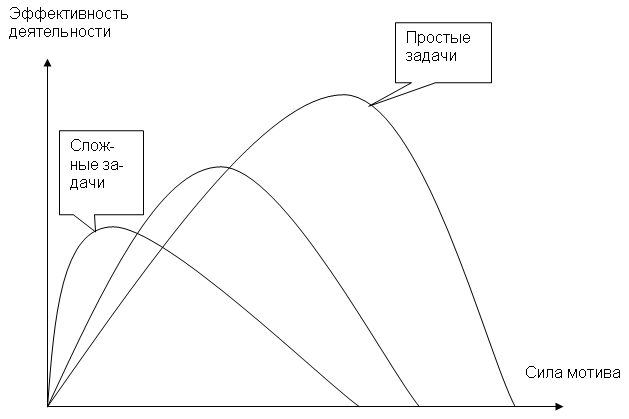 Эффективность
деятельности
Простые
задачи
Слож-
ные за-
дачи
Сила мотива